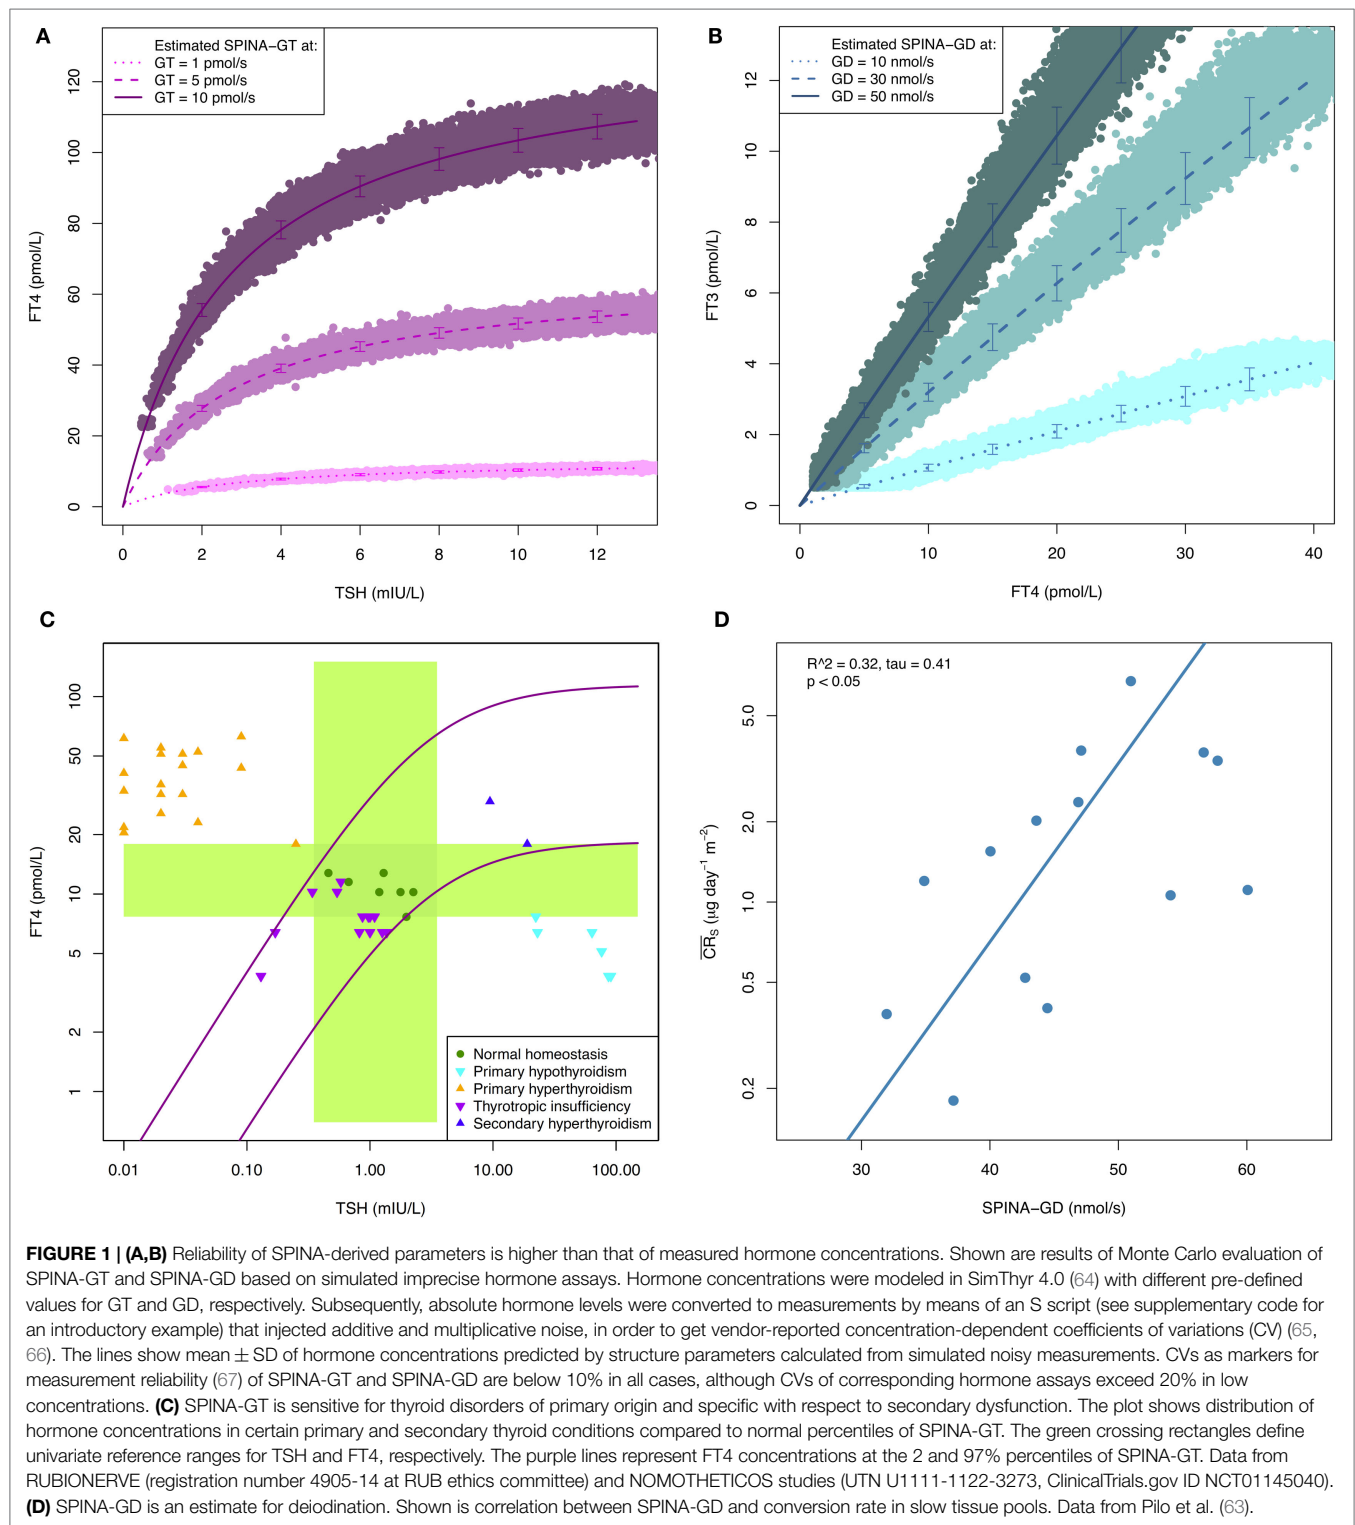 A
Estimated SPINA−GT at:
GT = 1 pmol/s
GT = 5 pmol/s
GT = 10 pmol/s
FT4 (pmol/L)
120
100
80
60
40
20
0
0 2 4 6 8 10 12
TSH (mIU/L)
B
Estimated SPINA−GD at:
GD = 10 nmol/s
GD = 30 nmol/s
GD = 50 nmol/s
FT3 (pmol/L)
12
10
8
6
4
2
0
0 10 20 30 40
FT4 (pmol/L)
C
FT4 (pmol/L)
100
50
20
10
5
2
1
Normal homeostasis
Primary hypothyroidism
Primary hyperthyroidism
Thyrotropic insufficiency
Secondary hyperthyroidism
0.01 0.10 1.00 10.00 100.00
TSH (mIU/L)
D
R^2 = 0.32, tau = 0.41
p < 0.05
CRS (μg day−1 m−2)
5.0
2.0
1.0
0.5
0.2
30 40 50 60
SPINA−GD (nmol/s)
FIGURE 1 | (A,B) Reliability of SPINA-derived parameters is higher than that of measured hormone concentrations. Shown are results of Monte Carlo evaluation of
SPINA-GT and SPINA-GD based on simulated imprecise hormone assays. Hormone concentrations were modeled in SimThyr 4.0 (64) with different pre-defined
values for GT and GD, respectively. Subsequently, absolute hormone levels were converted to measurements by means of an S script (see supplementary code for
an introductory example) that injected additive and multiplicative noise, in order to get vendor-reported concentration-dependent coefficients of variations (CV) (65,
66). The lines show mean ± SD of hormone concentrations predicted by structure parameters calculated from simulated noisy measurements. CVs as markers for
measurement reliability (67) of SPINA-GT and SPINA-GD are below 10% in all cases, although CVs of corresponding hormone assays exceed 20% in low
concentrations. (C) SPINA-GT is sensitive for thyroid disorders of primary origin and specific with respect to secondary dysfunction. The plot shows distribution of
hormone concentrations in certain primary and secondary thyroid conditions compared to normal percentiles of SPINA-GT. The green crossing rectangles define
univariate reference ranges for TSH and FT4, respectively. The purple lines represent FT4 concentrations at the 2 and 97% percentiles of SPINA-GT. Data from
RUBIONERVE (registration number 4905-14 at RUB ethics committee) and NOMOTHETICOS studies (UTN U1111-1122-3273, ClinicalTrials.gov ID NCT01145040).
(D) SPINA-GD is an estimate for deiodination. Shown is correlation between SPINA-GD and conversion rate in slow tissue pools. Data from Pilo et al. (63).